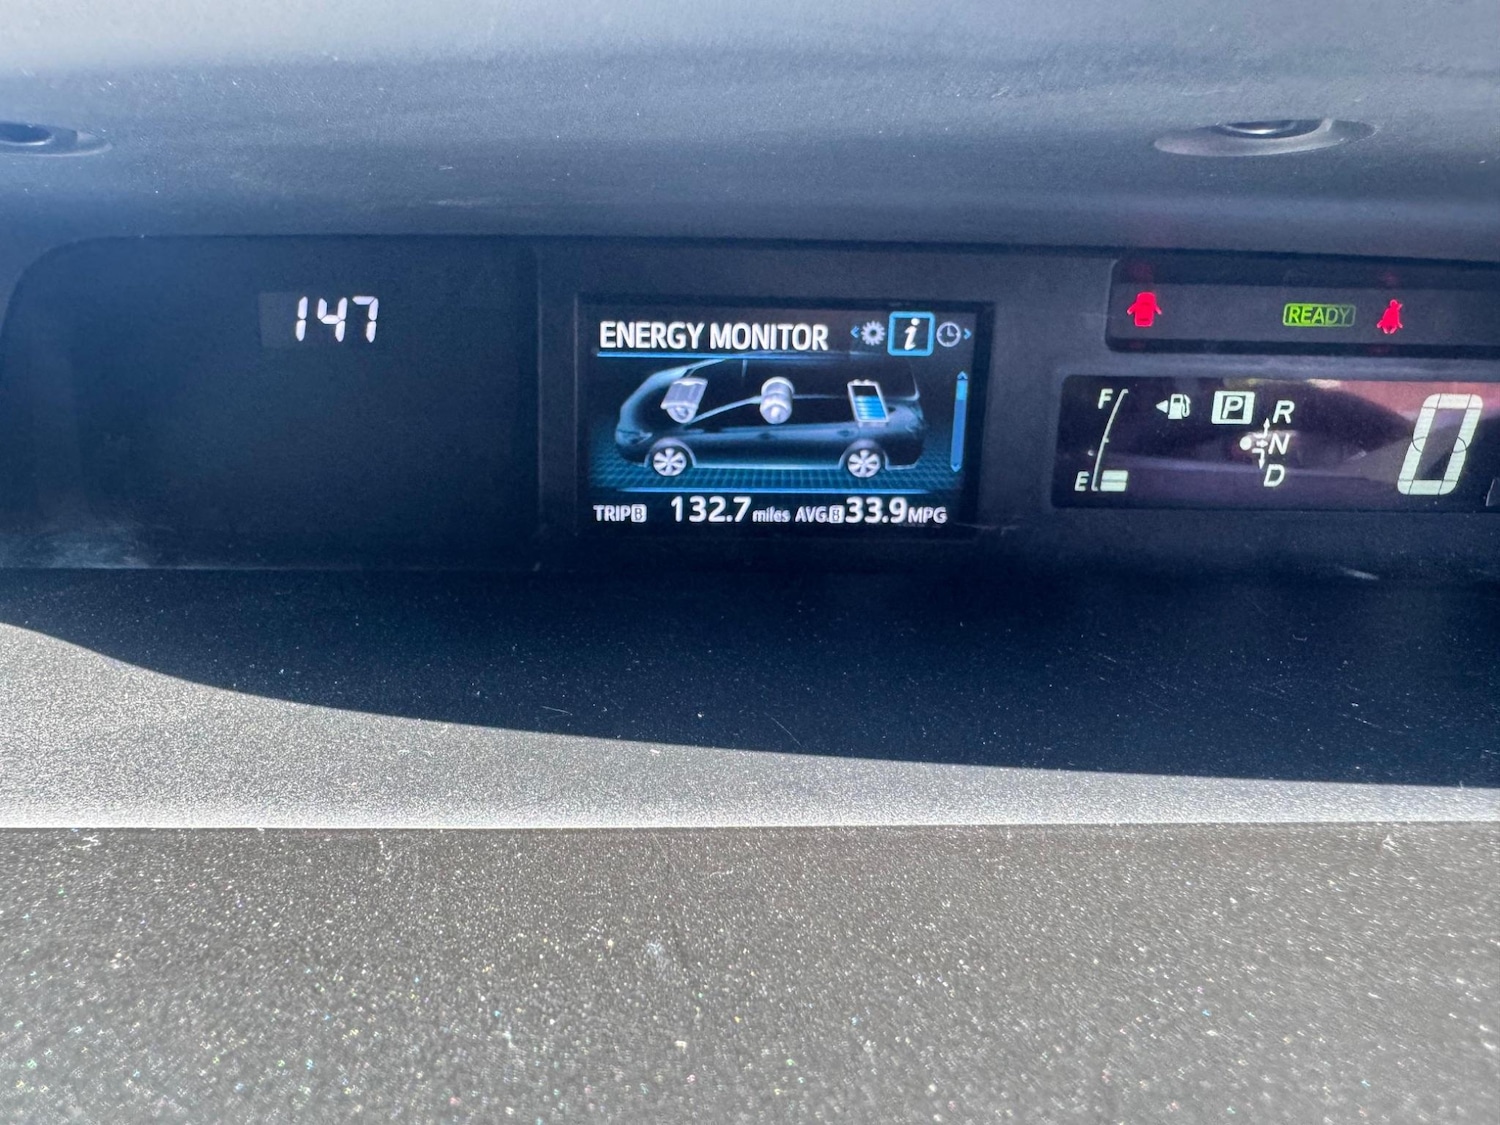 147
ENERGY MONITOR
TRIP B 132.7 miles AVG. B 33.9 MPG
READY
F
E
P
R
N
D
0